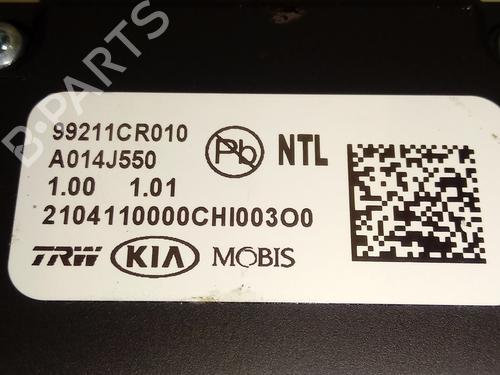 B-PARTS
99211CR010
A014J550
1.00 1.01
Pb
NTL
2104110000CHI003O0
TRW
KIA
MOBIS